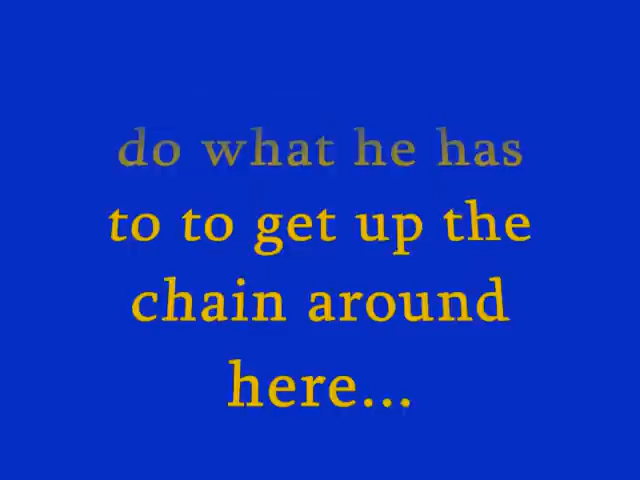 do what he has
to to get up the
chain around
here...